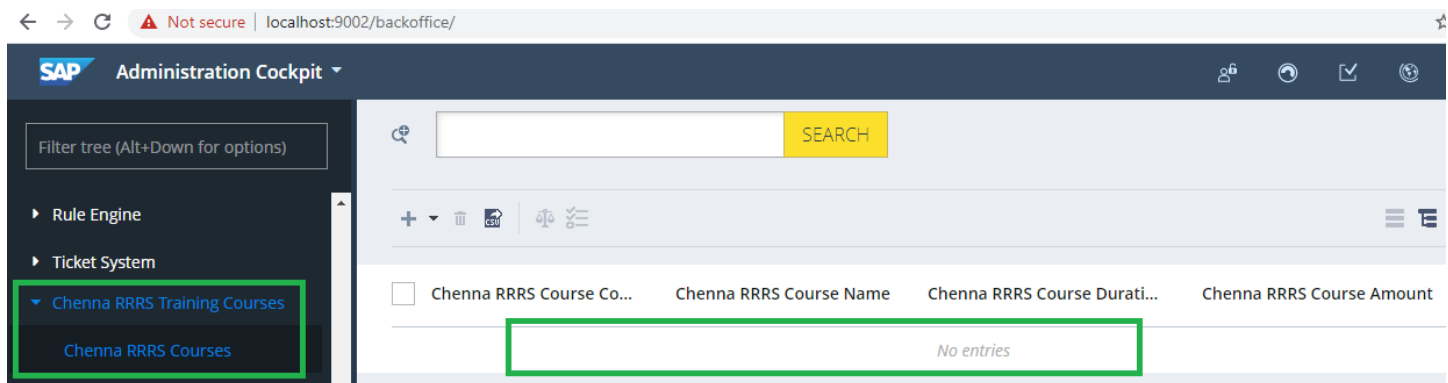 Not secure | localhost:9002/backoffice/
SAP Administration Cockpit
Filter tree (Alt+Down for options)
SEARCH
Rule Engine
CSV
Ticket System
Chenna RRRS Training Courses
Chenna RRRS Course Co... Chenna RRRS Course Name Chenna RRRS Course Durati... Chenna RRRS Course Amount
Chenna RRRS Courses
No entries